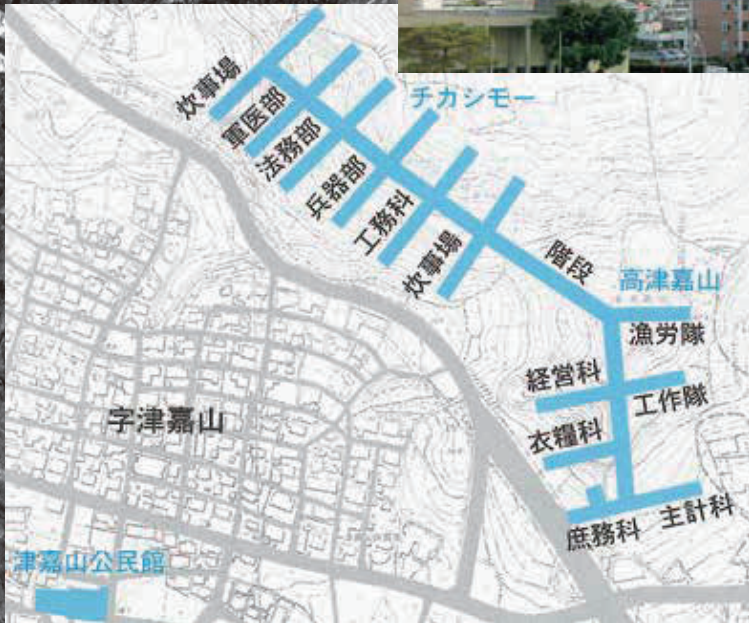 チカシモー
炊事場
軍医部
法務部
兵器部
工務科
炊事場
階段
高津嘉山
漁労隊
経営科
工作隊
衣糧科
庶務科
主計科
字津嘉山
津嘉山公民館